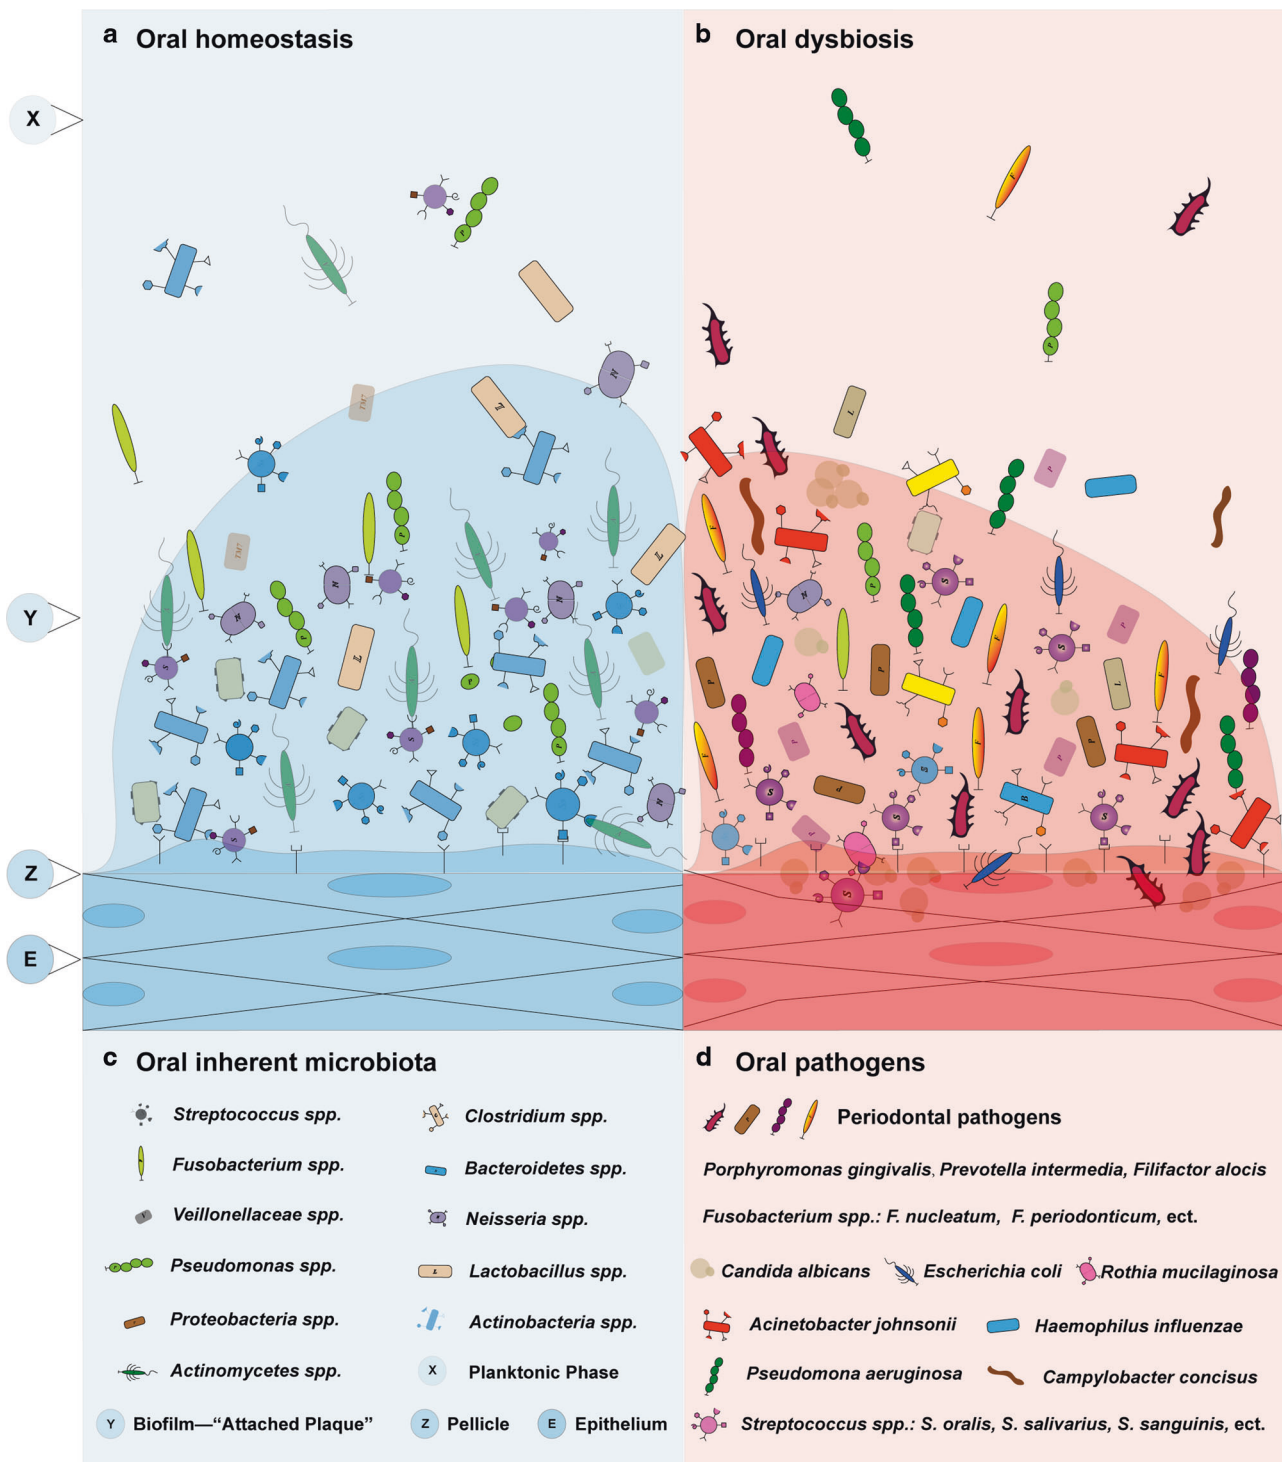 a Oral homeostasis
b Oral dysbiosis
X
Y
Z
E
c Oral inherent microbiota
Streptococcus spp.
Clostridium spp.
Fusobacterium spp.
Bacteroidetes spp.
Veillonellaceae spp.
Neisseria spp.
Pseudomonas spp.
Lactobacillus spp.
Proteobacteria spp.
Actinobacteria spp.
Actinomycetes spp.
X Planktonic Phase
Y Biofilm—“Attached Plaque”
Z Pellicle
E Epithelium
d Oral pathogens
Periodontal pathogens
Porphyromonas gingivalis, Prevotella intermedia, Filifactor alocis
Fusobacterium spp.: F. nucleatum, F. periodonticum, ect.
Candida albicans
Escherichia coli
Rothia mucilaginosa
Acinetobacter johnsonii
Haemophilus influenzae
Pseudomona aeruginosa
Campylobacter concisus
Streptococcus spp.: S. oralis, S. salivarius, S. sanguinis, ect.